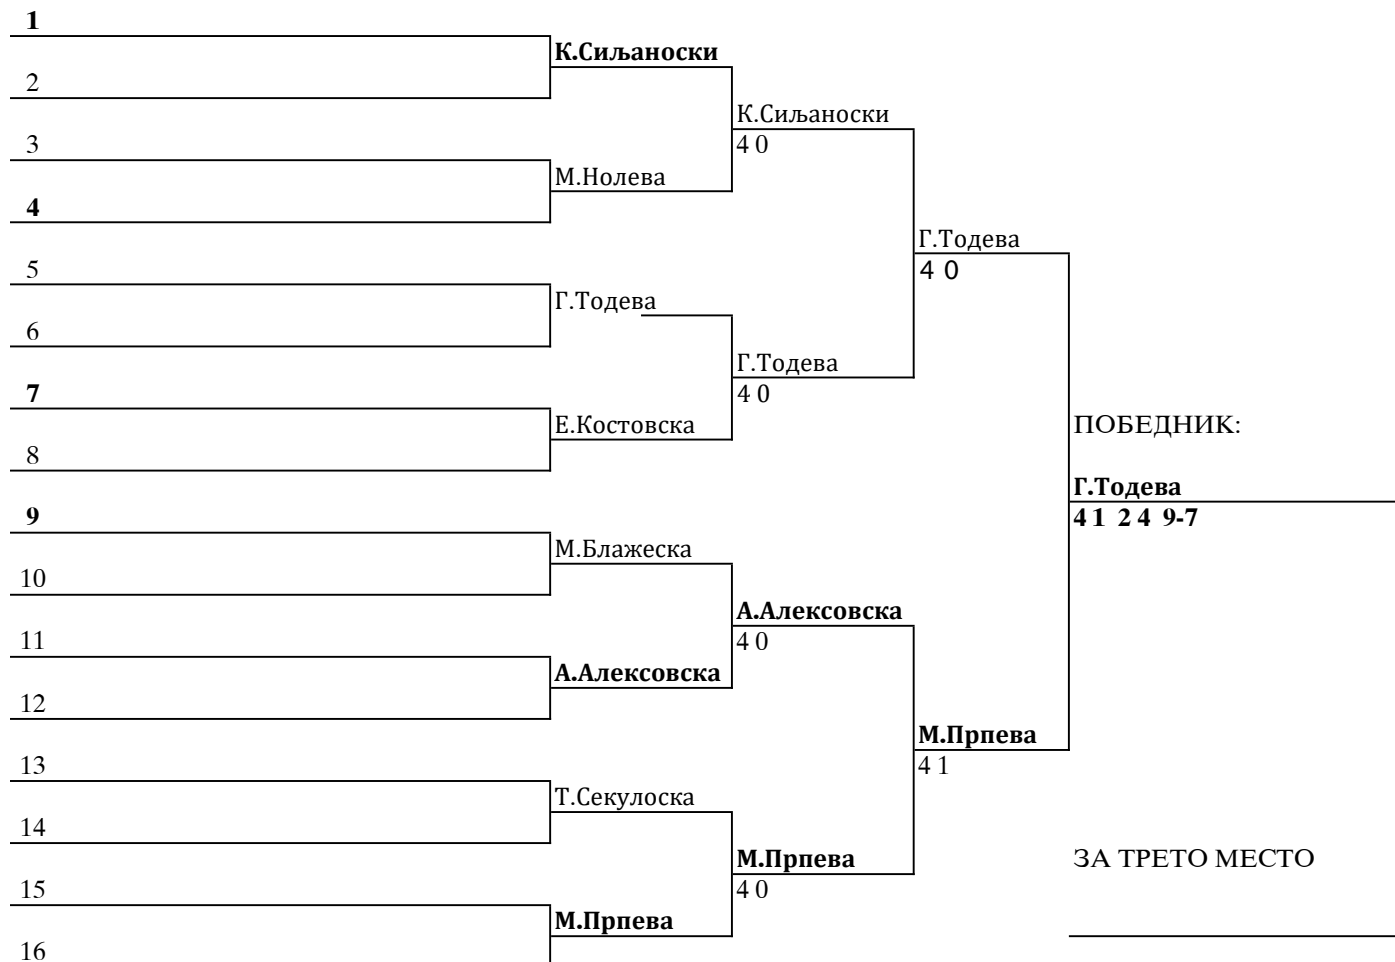 1
К.Сиљаноски
2
К.Сиљаноски
3
4 0
М.Нолева
4
Г.Тодева
5
4 0
Г.Тодева
6
Г.Тодева
7
4 0
Е.Костовска
ПОБЕДНИК:
8
Г.Тодева
9
4 1 2 4 9-7
М.Блажеска
10
А.Алексовска
11
4 0
А.Алексовска
12
М.Прпева
13
4 1
Т.Секулоска
14
М.Прпева
ЗА ТРЕТО МЕСТО
15
4 0
М.Прпева
16